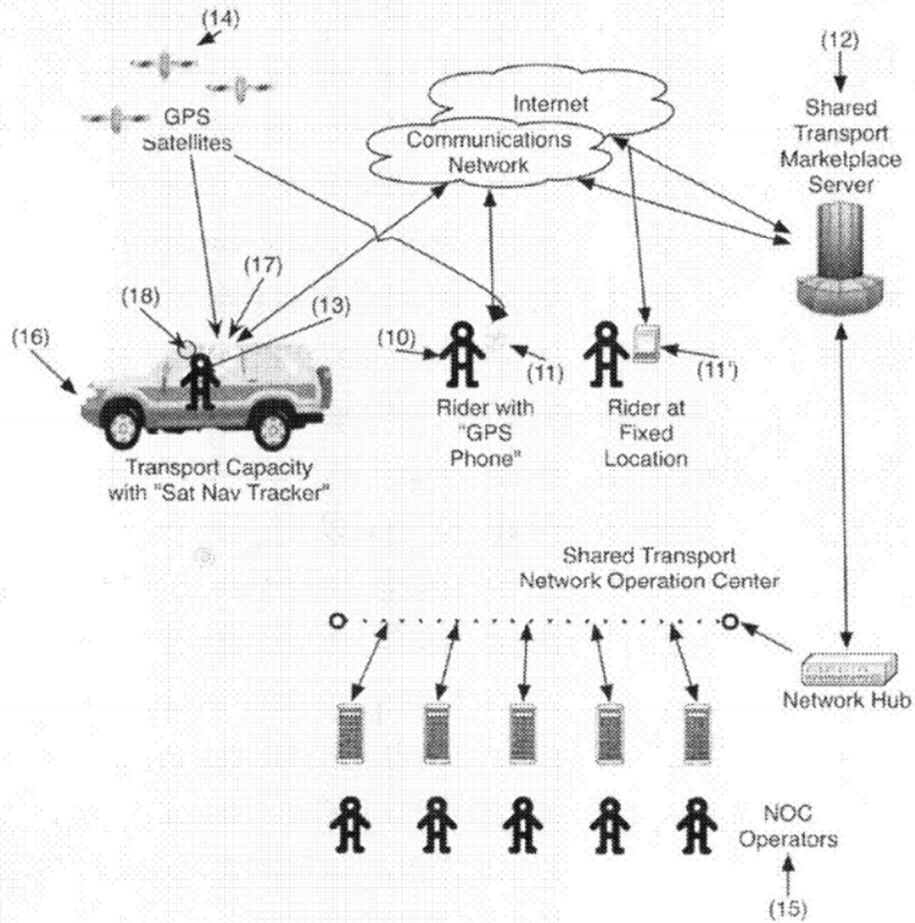 (14)
GPS
Satellites
Internet
Communications
Network
(12)
Shared
Transport
Marketplace
Server
(17)
(18)
(13)
(16)
(10)
(11)
(11')
Transport Capacity
with "Sat Nav Tracker"
Rider with
"GPS
Phone"
Rider at
Fixed
Location
Shared Transport
Network Operation Center
Network Hub
NOC
Operators
(15)